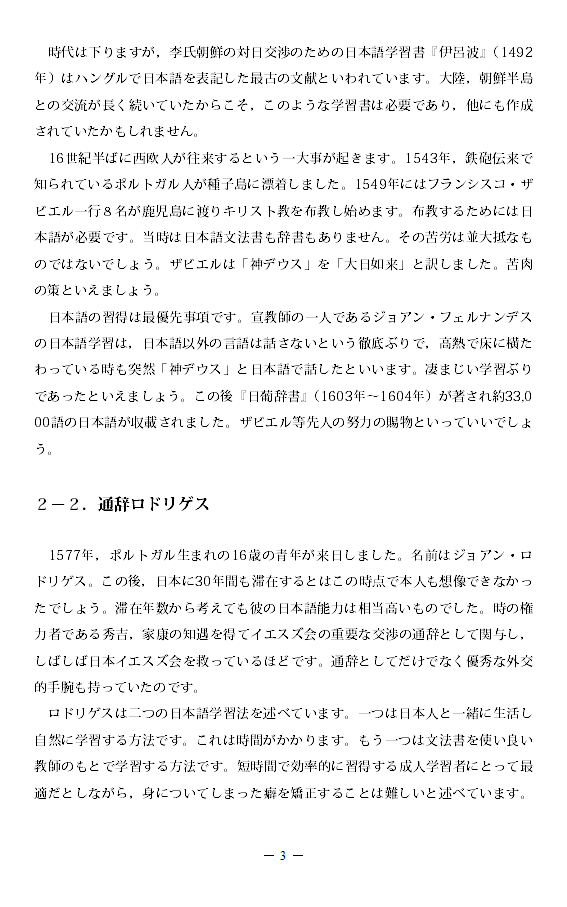 時代は下りますが，李氏朝鮮の対日交渉のための日本語学習書『伊呂波』（1492
年）はハングルで日本語を表記した最古の文献といわれています。大陸，朝鮮半島
との交流が長く続いていたからこそ，このような学習書は必要であり，他にも作成
されていたかもしれません。
16世紀半ばに西欧人が往来するという一大事が起きます。1543年，鉄砲伝来で
知られているポルトガル人が種子島に漂着しました。1549年にはフランシスコ・ザ
ビエル一行８名が鹿児島に渡りキリスト教を布教し始めます。布教するためには日
本語が必要です。当時は日本語文法書も辞書もありません。その苦労は並大抵なも
のではないでしょう。ザビエルは「神デウス」を「大日如来」と訳しました。苦肉
の策といえましょう。
日本語の習得は最優先事項です。宣教師の一人であるジョアン・フェルナンデス
の日本語学習は，日本語以外の言語は話さないという徹底ぶりで，高熱で床に横た
わっている時も突然「神デウス」と日本語で話したといいます。凄まじい学習ぶり
であったといえましょう。この後『日葡辞書』（1603年～1604年）が著され約33,0
00語の日本語が収載されました。ザビエル等先人の努力の賜物といっていいでしょ
う。
２－２．通辞ロドリゲス
1577年，ポルトガル生まれの16歳の青年が来日しました。名前はジョアン・ロ
ドリゲス。この後，日本に30年間も滞在するとはこの時点で本人も想像できなかっ
たでしょう。滞在年数から考えても彼の日本語能力は相当高いものでした。時の権
力者である秀吉，家康の知遇を得てイエズス会の重要な交渉の通辞として関与し，
しばしば日本イエズス会を救っているほどです。通辞としてだけでなく優秀な外交
的手腕も持っていたのです。
ロドリゲスは二つの日本語学習法を述べています。一つは日本人と一緒に生活し
自然に学習する方法です。これは時間がかかります。もう一つは文法書を使い良い
教師のもとで学習する方法です。短時間で効率的に習得する成人学習者にとって最
適だとしながら，身についてしまった癖を矯正することは難しいと述べています。
－ 3 －